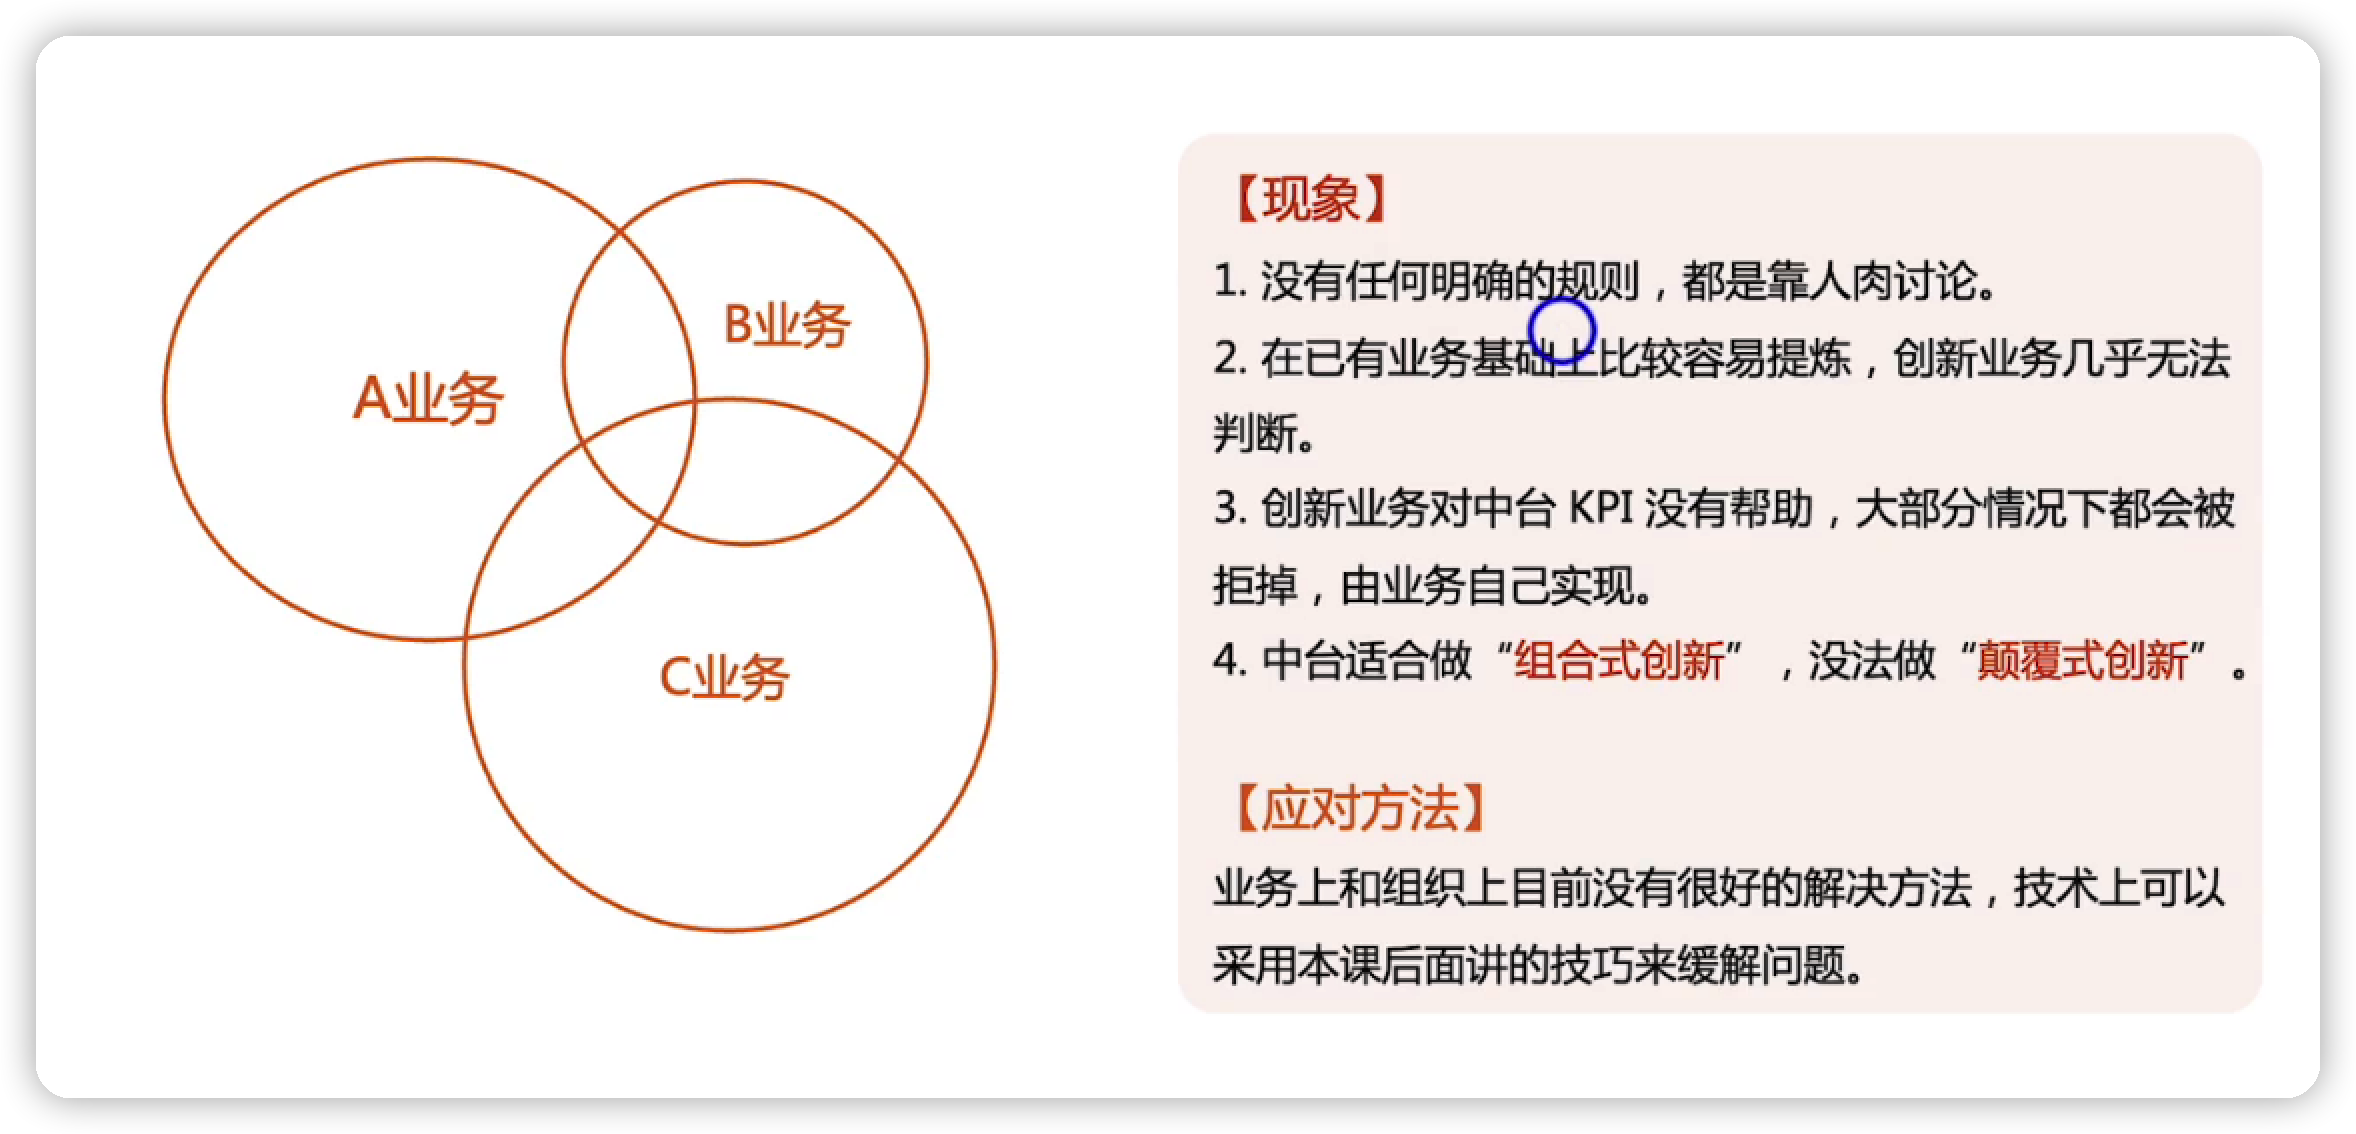 A业务
B业务
C业务
【现象】
1. 没有任何明确的规则，都是靠人肉讨论。
2. 在已有业务基础上比较容易提炼，创新业务几乎无法
判断。
3. 创新业务对中台 KPI 没有帮助，大部分情况下都会被
拒掉，由业务自己实现。
4. 中台适合做“组合式创新”，没法做“颠覆式创新”。
【应对方法】
业务上和组织上目前没有很好的解决方法，技术上可以
采用本课后面讲的技巧来缓解问题。